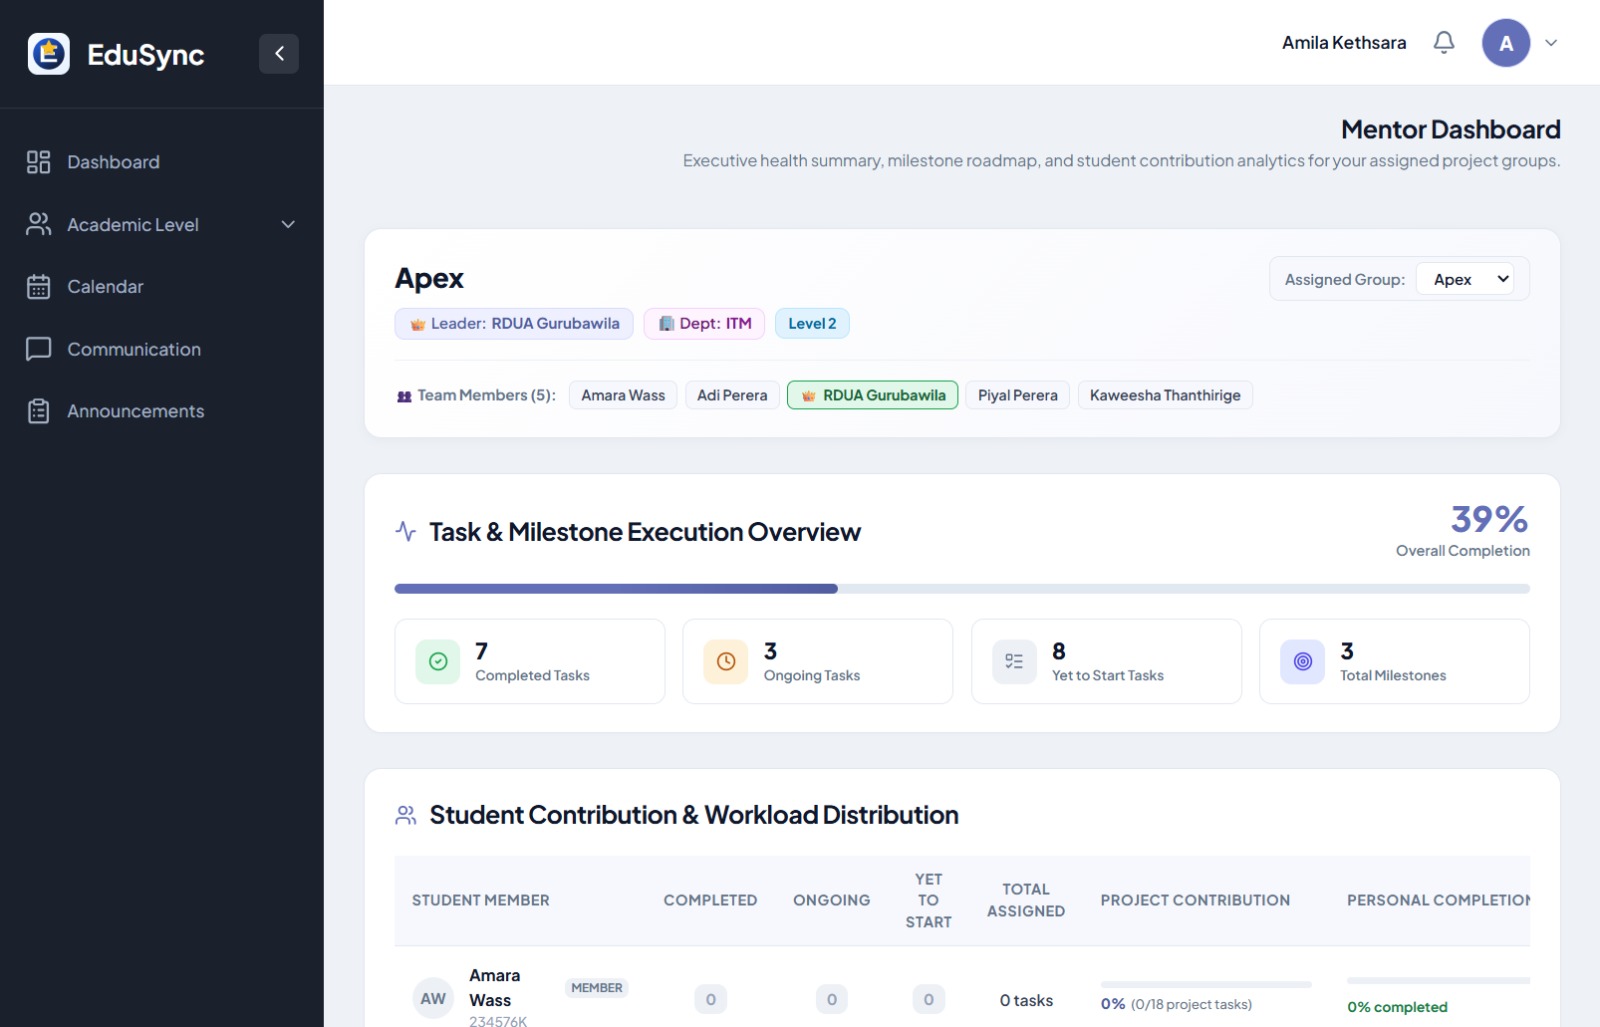 EduSync
Dashboard
Academic Level
Calendar
Communication
Announcements
Amila Kethsara
A
Mentor Dashboard
Executive health summary, milestone roadmap, and student contribution analytics for your assigned project groups.
Apex
Assigned Group: Apex
Leader: RDUA Gurubawila
Dept: ITM
Level 2
Team Members (5): Amara Wass Adi Perera RDUA Gurubawila Piyal Perera Kaweesha Thanthirige
Task & Milestone Execution Overview
39%
Overall Completion
7
Completed Tasks
3
Ongoing Tasks
8
Yet to Start Tasks
3
Total Milestones
Student Contribution & Workload Distribution
STUDENT MEMBER
COMPLETED
ONGOING
YET
TO
START
TOTAL
ASSIGNED
PROJECT CONTRIBUTION
PERSONAL COMPLETION
AW
Amara
Wass
234576K
MEMBER
0
0
0
0 tasks
0% (0/18 project tasks)
0% completed